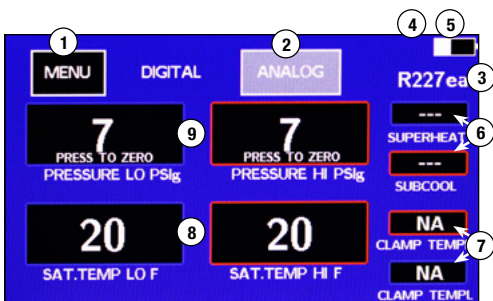 4 5
1 2
MENU DIGITAL ANALOG
R227ea 3
7 9 7 ---
PRESS TO ZERO PRESS TO ZERO SUPERHEAT 6
PRESSURE LO PSIg PRESSURE HI PSIg ---
SUBCOOL
20 8 20 NA
CLAMP TEMPL 7
SAT.TEMP LO F SAT.TEMP HI F NA
CLAMP TEMPL